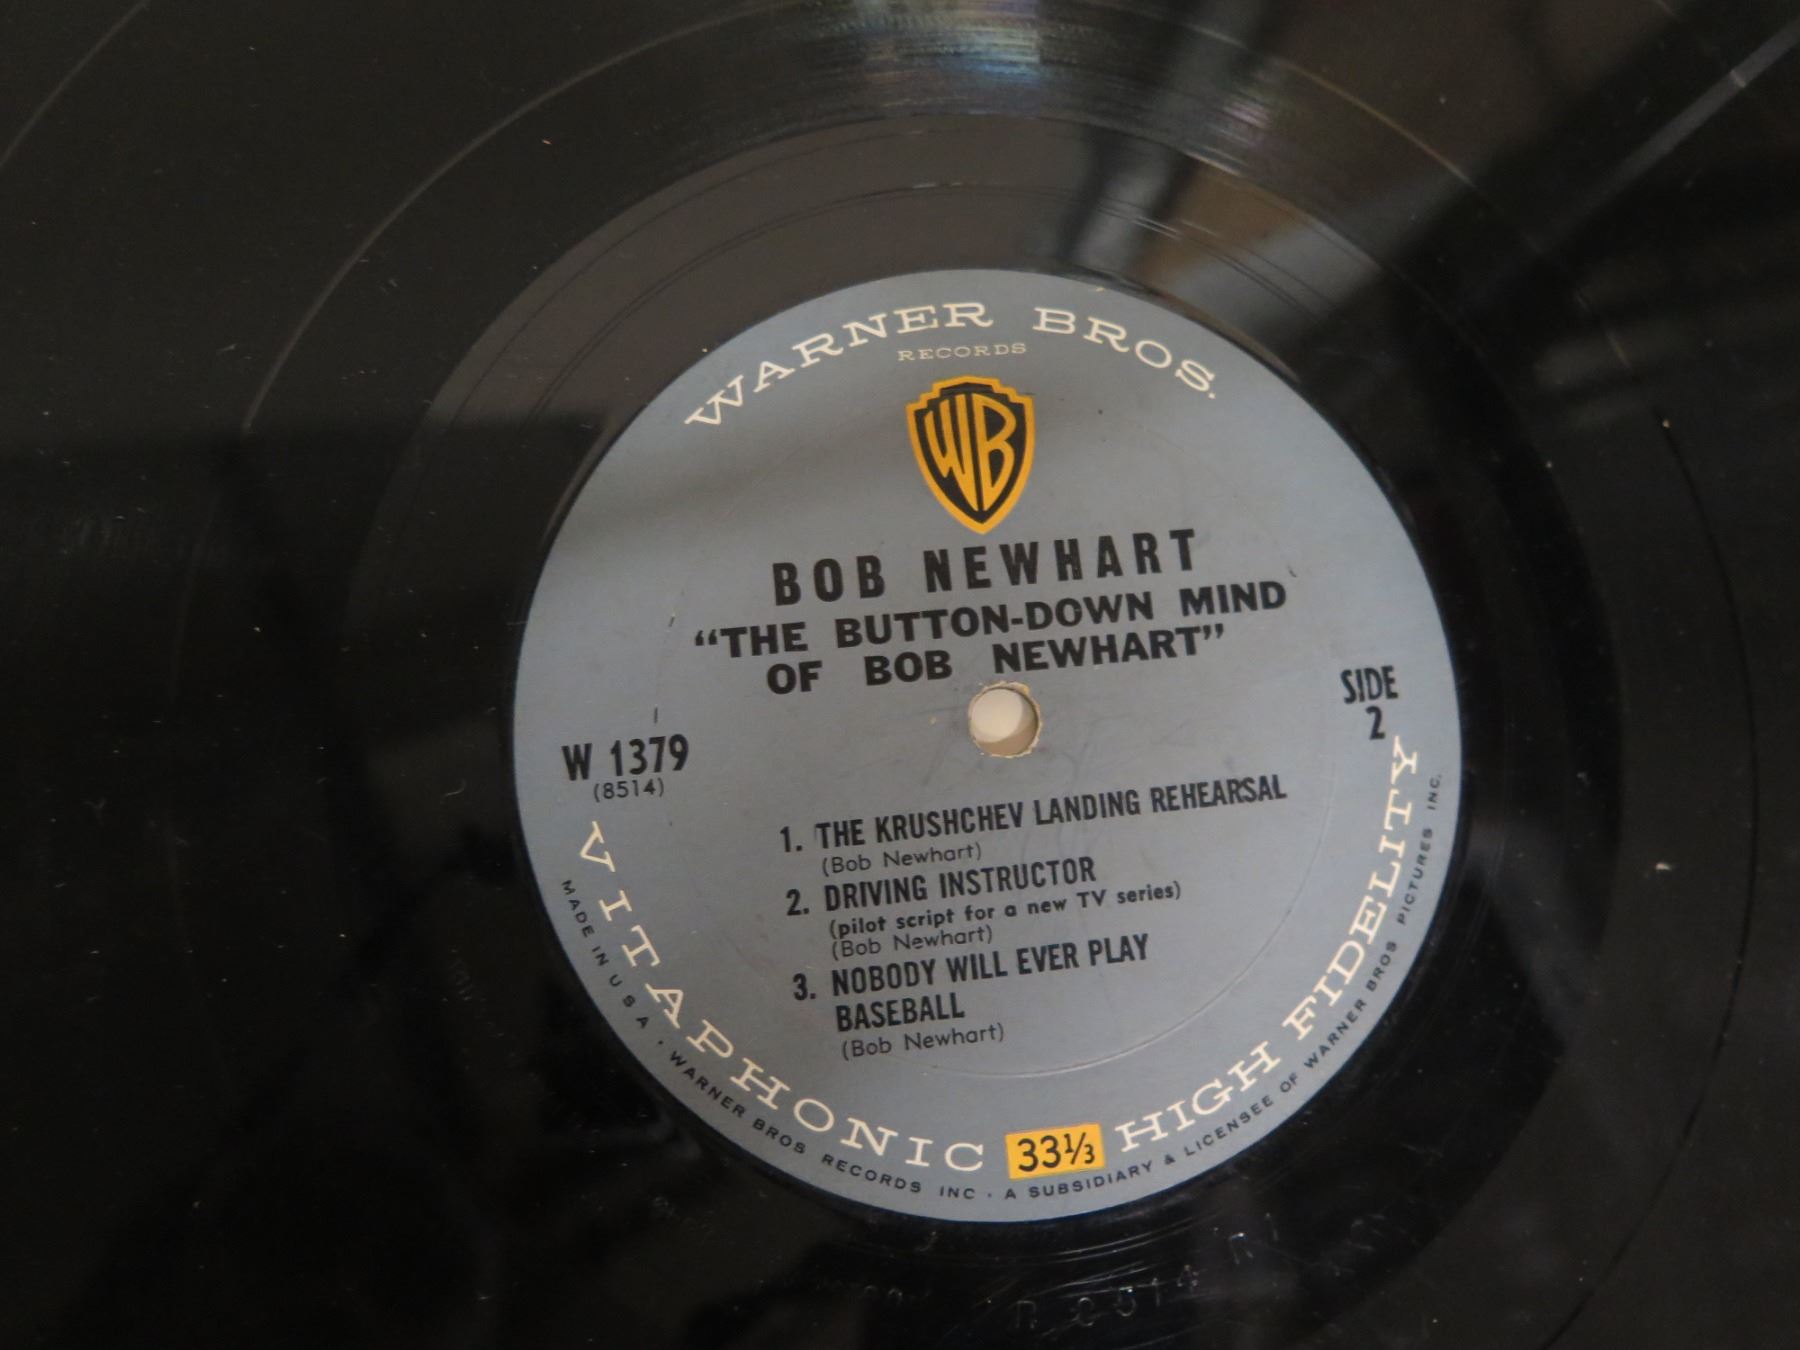 WARNER BROS.
RECORDS
WB
BOB NEWHART
“THE BUTTON-DOWN MIND
OF BOB NEWHART”
SIDE
2
W 1379
(8514)
1. THE KRUSHCHEV LANDING REHEARSAL
(Bob Newhart)
2. DRIVING INSTRUCTOR
(pilot script for a new TV series)
(Bob Newhart)
3. NOBODY WILL EVER PLAY
BASEBALL
(Bob Newhart)
VITAPHONIC 33⅓ HIGH FIDELITY
MADE IN U S A . WARNER BROS RECORDS INC . A SUBSIDIARY & LICENSEE OF WARNER BROS PICTURES INC.